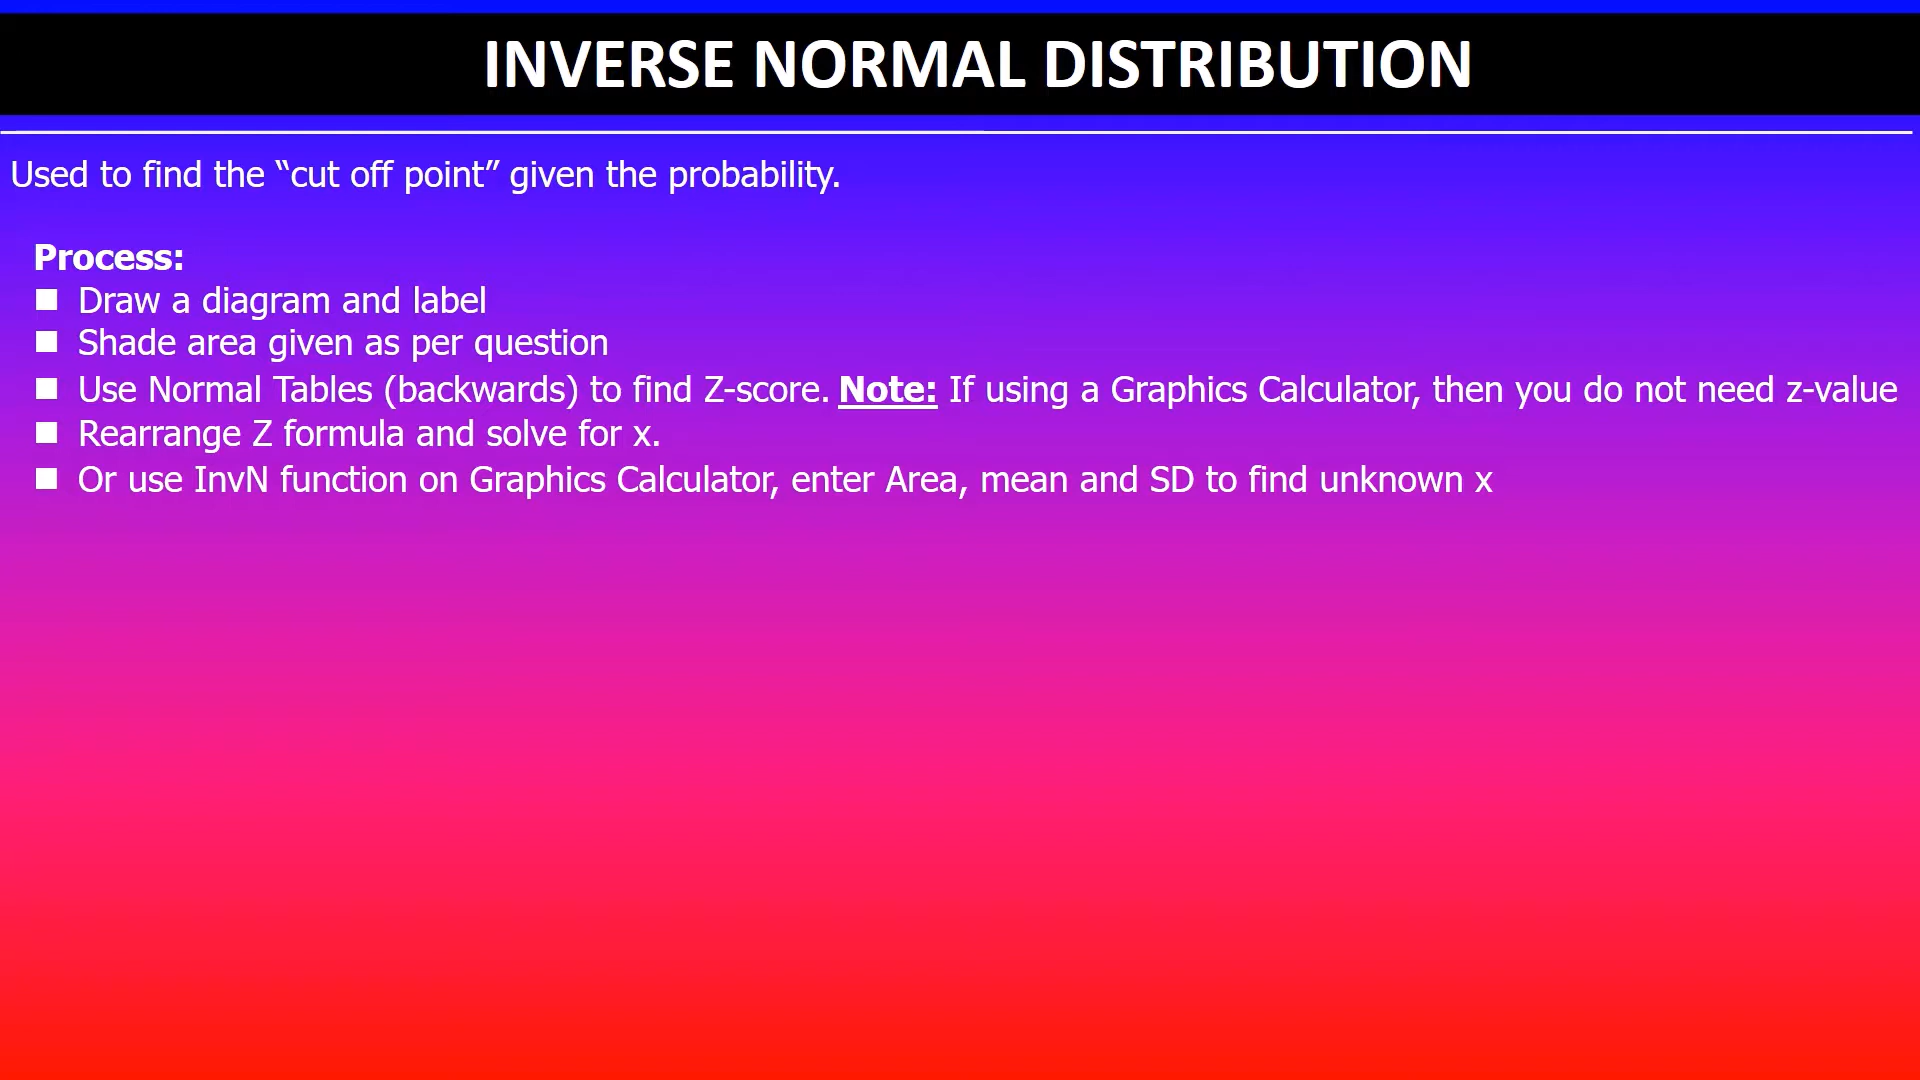 INVERSE NORMAL DISTRIBUTION
Used to find the “cut off point” given the probability.
Process:
■ Draw a diagram and label
■ Shade area given as per question
■ Use Normal Tables (backwards) to find Z-score. Note: If using a Graphics Calculator, then you do not need z-value
■ Rearrange Z formula and solve for x.
■ Or use InvN function on Graphics Calculator, enter Area, mean and SD to find unknown x